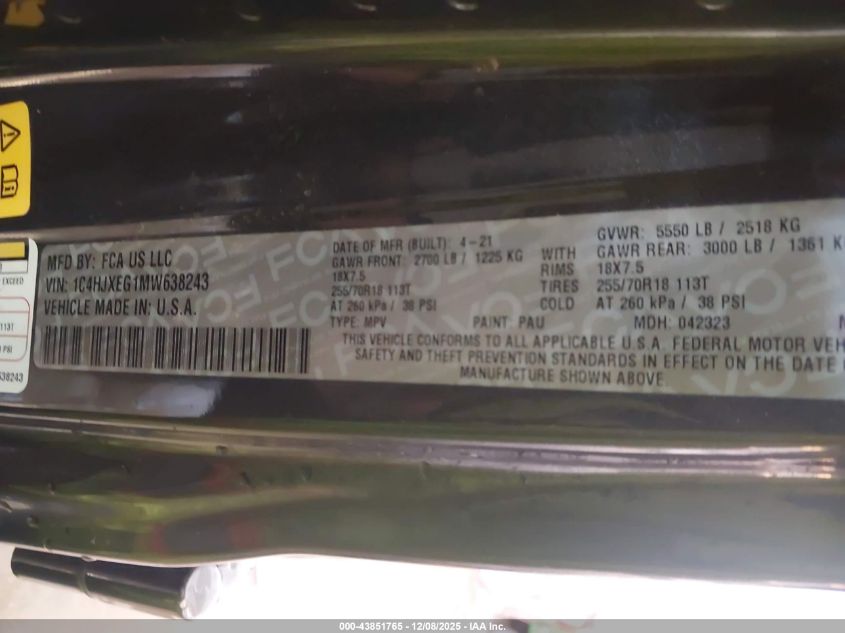 EXCEED
113T
PSI
638243
MFD BY: FCA US LLC
VIN: 1C4HJXEG1MW638243
VEHICLE MADE IN: U.S.A.
DATE OF MFR (BUILT): 4-21
GAWR FRONT: 2700 LB / 1225 KG
18X7.5
255/70R18 113T
AT 260 kPa / 38 PSI
TYPE: MPV
PAINT: PAU
MDH: 042323
WITH
RIMS
TIRES
COLD
GVWR: 5550 LB / 2518 KG
GAWR REAR: 3000 LB / 1361 K
18X7.5
255/70R18 113T
AT 260 kPa / 38 PSI
THIS VEHICLE CONFORMS TO ALL APPLICABLE U.S.A. FEDERAL MOTOR VEH
SAFETY AND THEFT PREVENTION STANDARDS IN EFFECT ON THE DATE
MANUFACTURE SHOWN ABOVE.
000-43851765 - 12/08/2025 - IAA Inc.